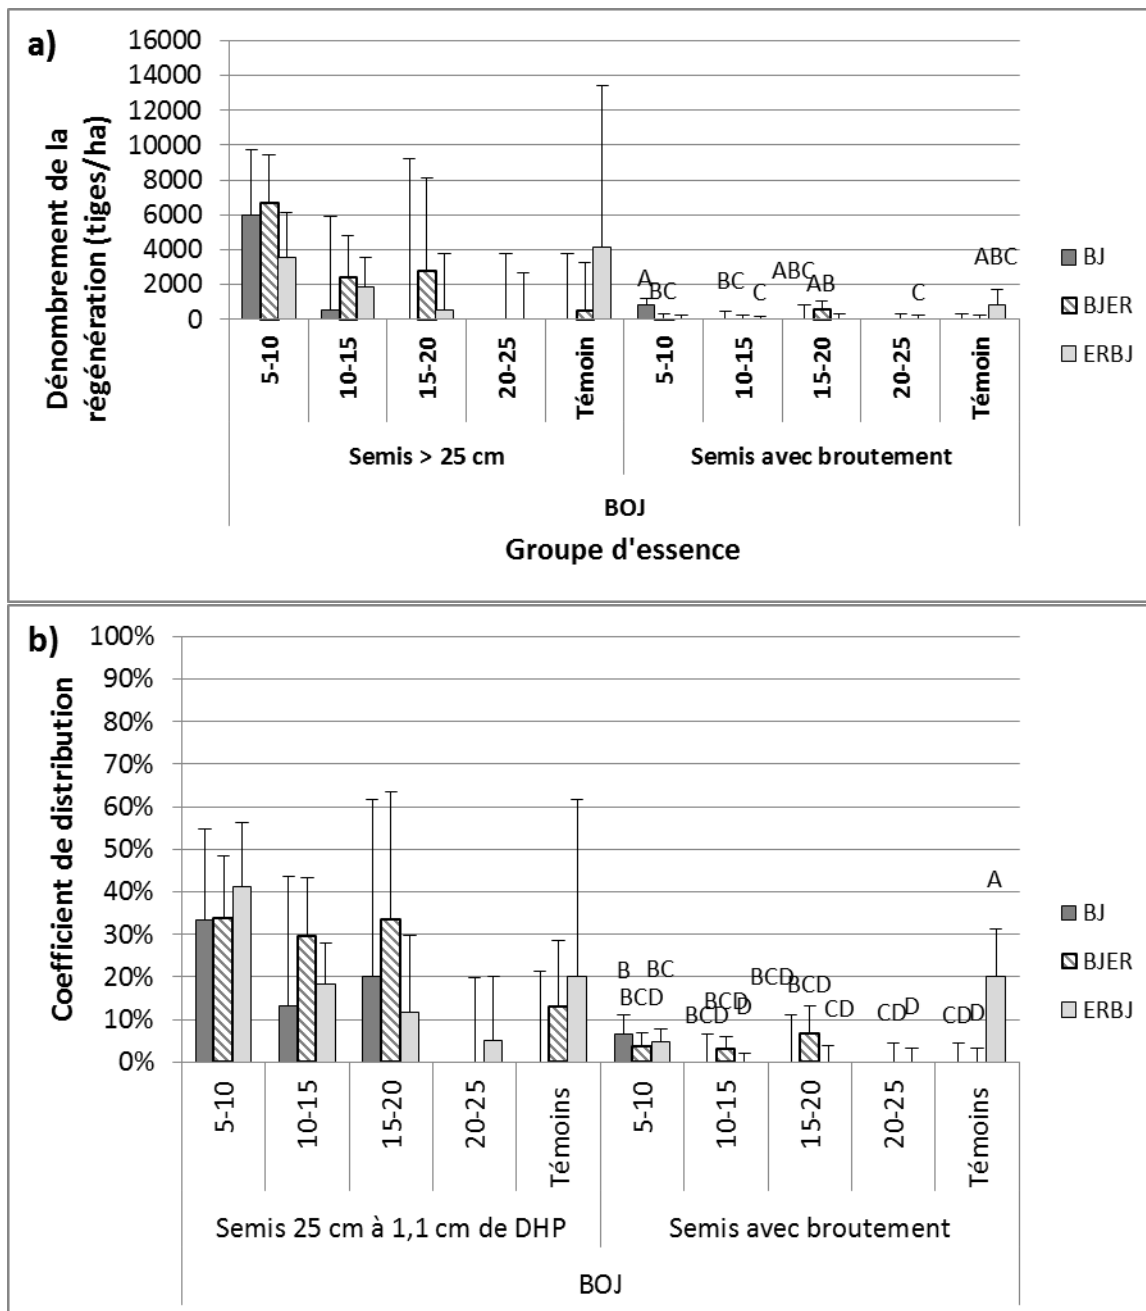 a)
Dénombrement de la
régénération (tiges/ha)
16000
14000
12000
10000
8000
6000
4000
2000
0
A
BC
BC
C
ABC
AB
C
ABC
5-10
10-15
15-20
20-25
Témoin
5-10
10-15
15-20
20-25
Témoin
Semis > 25 cm
Semis avec broutement
BOJ
Groupe d'essence
BJ
BJER
ERBJ
b)
Coefficient de distribution
100%
90%
80%
70%
60%
50%
40%
30%
20%
10%
0%
B
BCD
BC
BCD
BCD
D
BCD
BCD
CD
CD
D
CD
D
A
5-10
10-15
15-20
20-25
Témoins
5-10
10-15
15-20
20-25
Témoins
Semis 25 cm à 1,1 cm de DHP
Semis avec broutement
BOJ
BJ
BJER
ERBJ